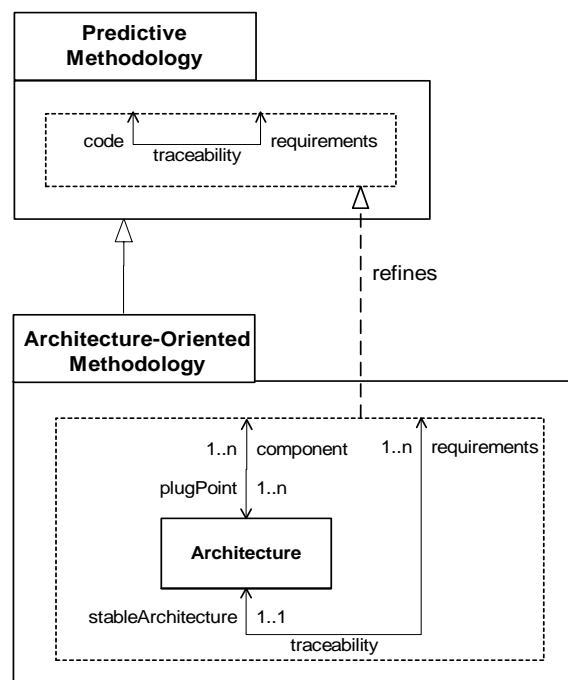 Predictive
Methodology
code
requirements
traceability
refines
Architecture-Oriented
Methodology
1..n component
1..n requirements
plugPoint 1..n
Architecture
stableArchitecture 1..1
traceability